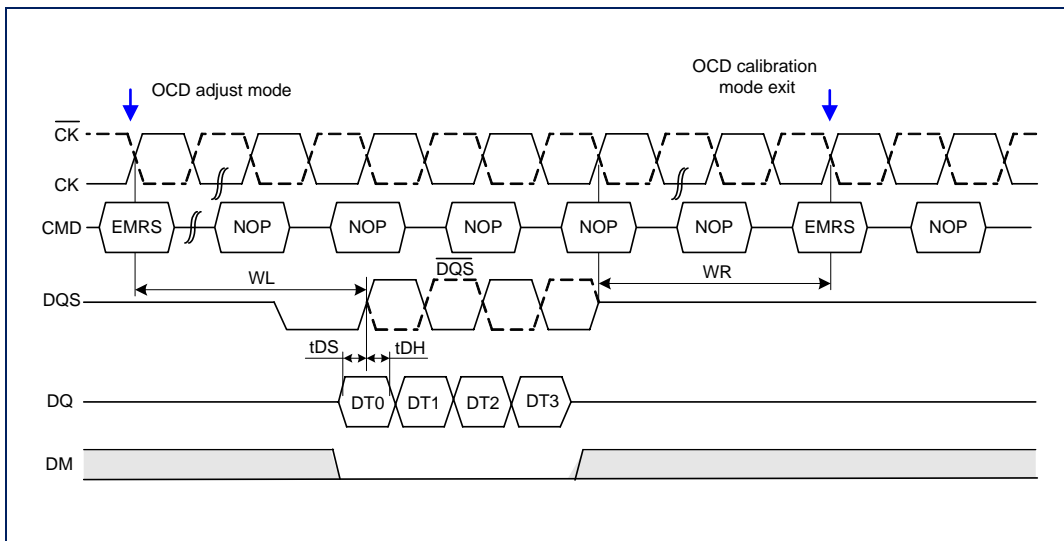 OCD adjust mode
OCD calibration
mode exit
CK
CK
CMD EMRS NOP NOP NOP NOP NOP EMRS NOP
WL DQS WR
DQS
tDS tDH
DQ DT0 DT1 DT2 DT3
DM